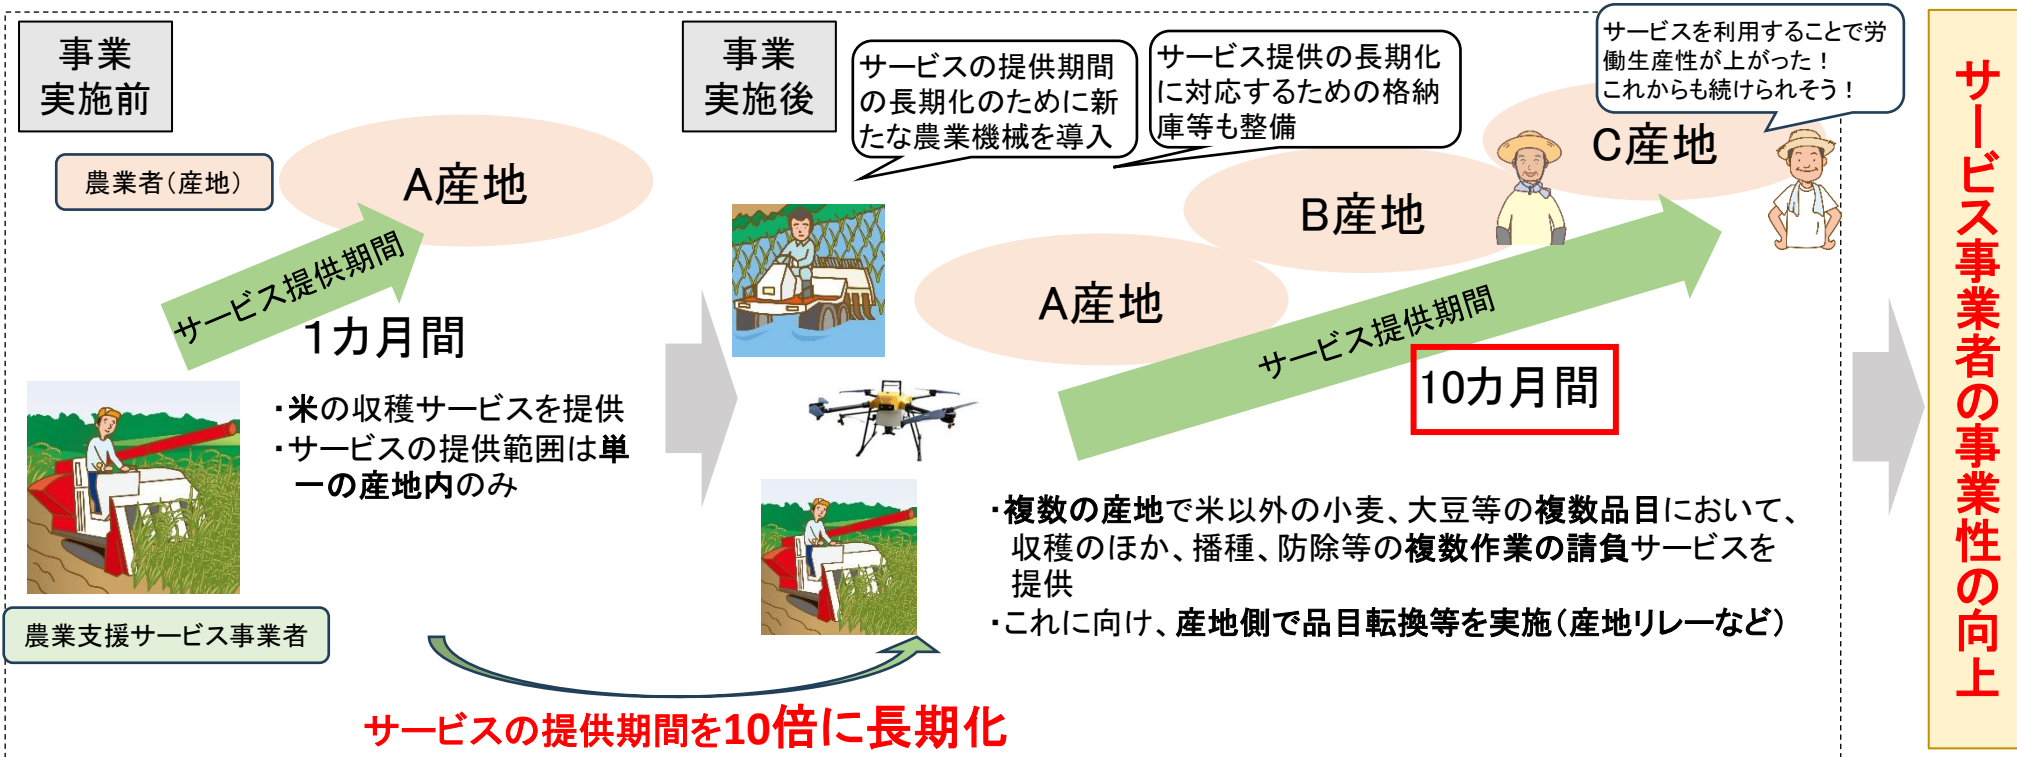 事業
実施前
農業者（産地）
A産地
サービス提供期間
1カ月間
・米の収穫サービスを提供
・サービスの提供範囲は単
一の産地内のみ
農業支援サービス事業者
事業
実施後
サービスの提供期間
の長期化のために新
たな農業機械を導入
サービス提供の長期化
に対応するための格納
庫等も整備
サービスを利用することで労
働生産性が上がった！
これからも続けられそう！
A産地
B産地
C産地
サービス提供期間
10カ月間
・複数の産地で米以外の小麦、大豆等の複数品目において、
収穫のほか、播種、防除等の複数作業の請負サービスを
提供
・これに向け、産地側で品目転換等を実施（産地リレーなど）
サービスの提供期間を10倍に長期化
サービス事業者の事業性の向上